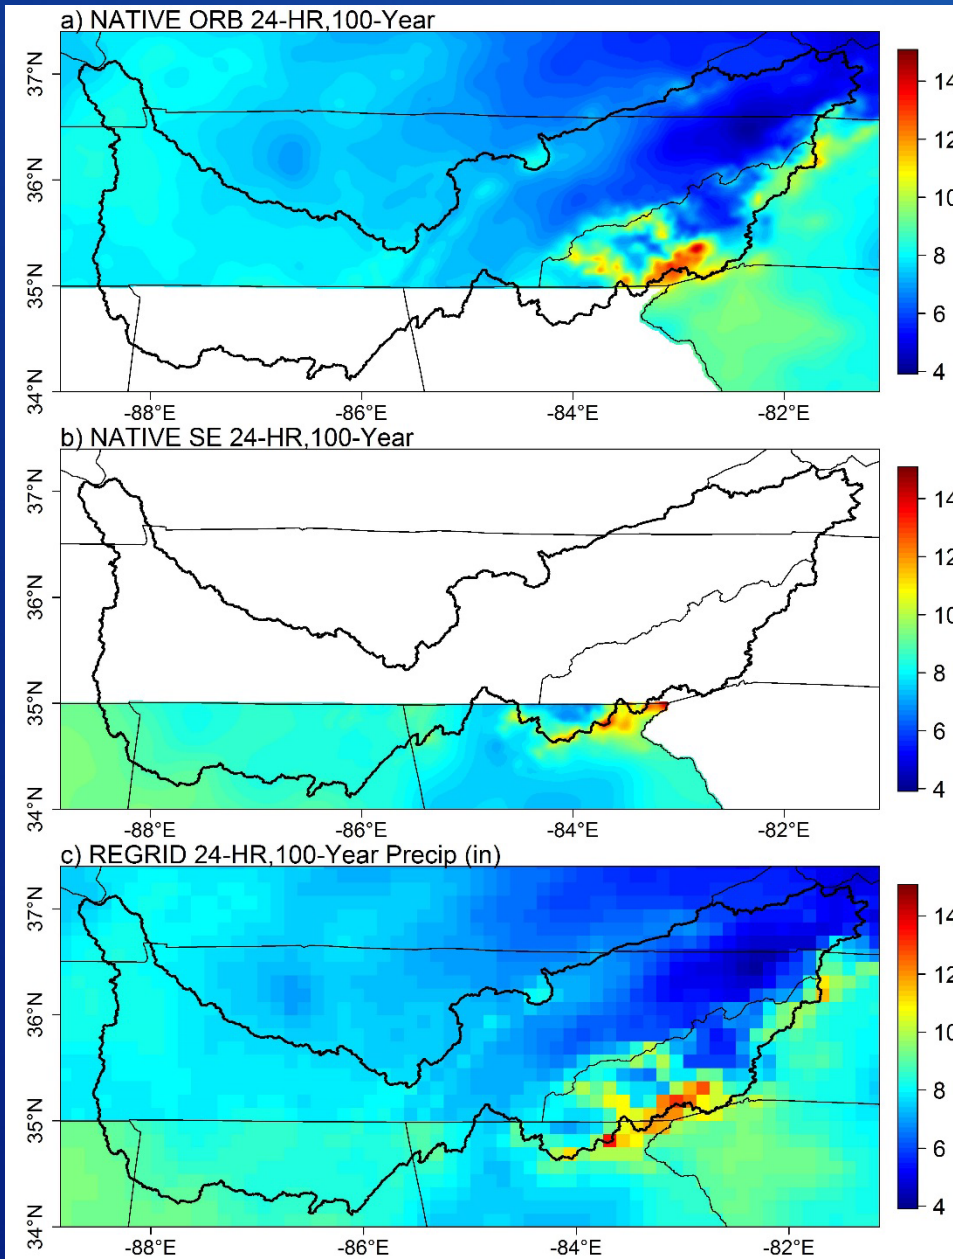 a) NATIVE ORB 24-HR,100-Year
37°N
36°N
35°N
34°N
-88°E
-86°E
-84°E
-82°E
14
12
10
8
6
4
b) NATIVE SE 24-HR,100-Year
37°N
36°N
35°N
34°N
-88°E
-86°E
-84°E
-82°E
14
12
10
8
6
4
c) REGRID 24-HR,100-Year Precip (in)
37°N
36°N
35°N
34°N
-88°E
-86°E
-84°E
-82°E
14
12
10
8
6
4